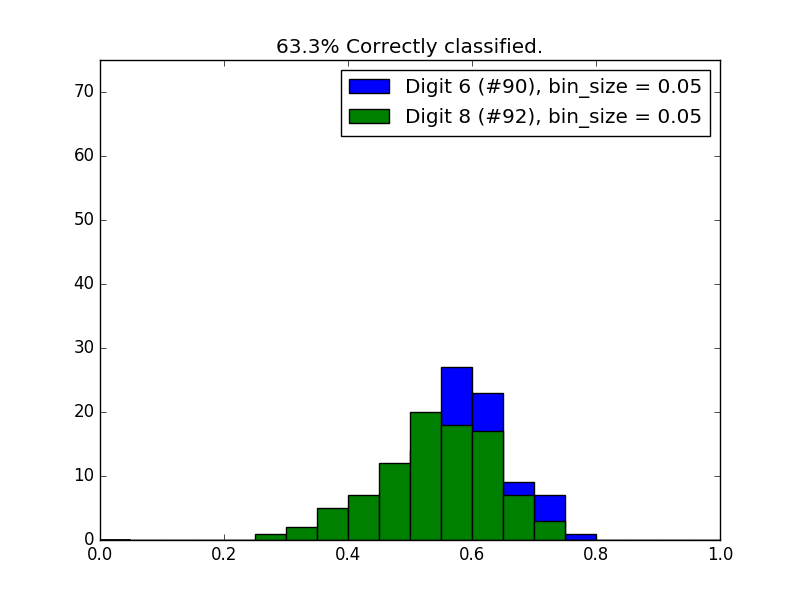 63.3% Correctly classified.
Digit 6 (#90), bin_size = 0.05
Digit 8 (#92), bin_size = 0.05
70
60
50
40
30
20
10
0
0.0 0.2 0.4 0.6 0.8 1.0